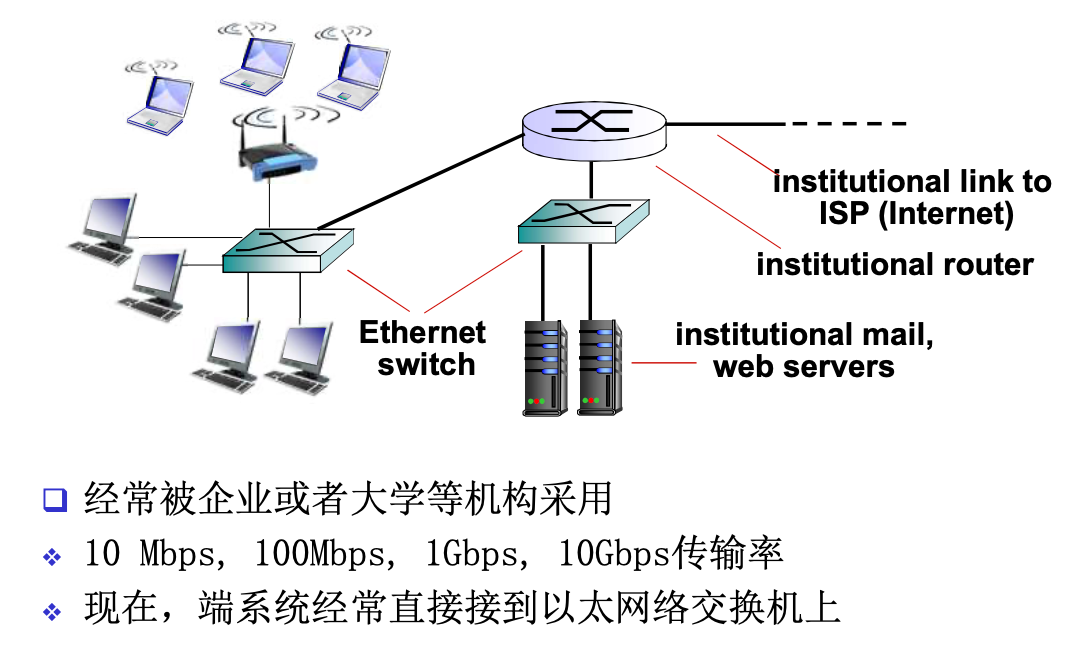 institutional link to
ISP (Internet)
institutional router
Ethernet
switch
institutional mail,
web servers
经常被企业或者大学等机构采用
10 Mbps, 100Mbps, 1Gbps, 10Gbps传输率
现在，端系统经常直接接到以太网络交换机上